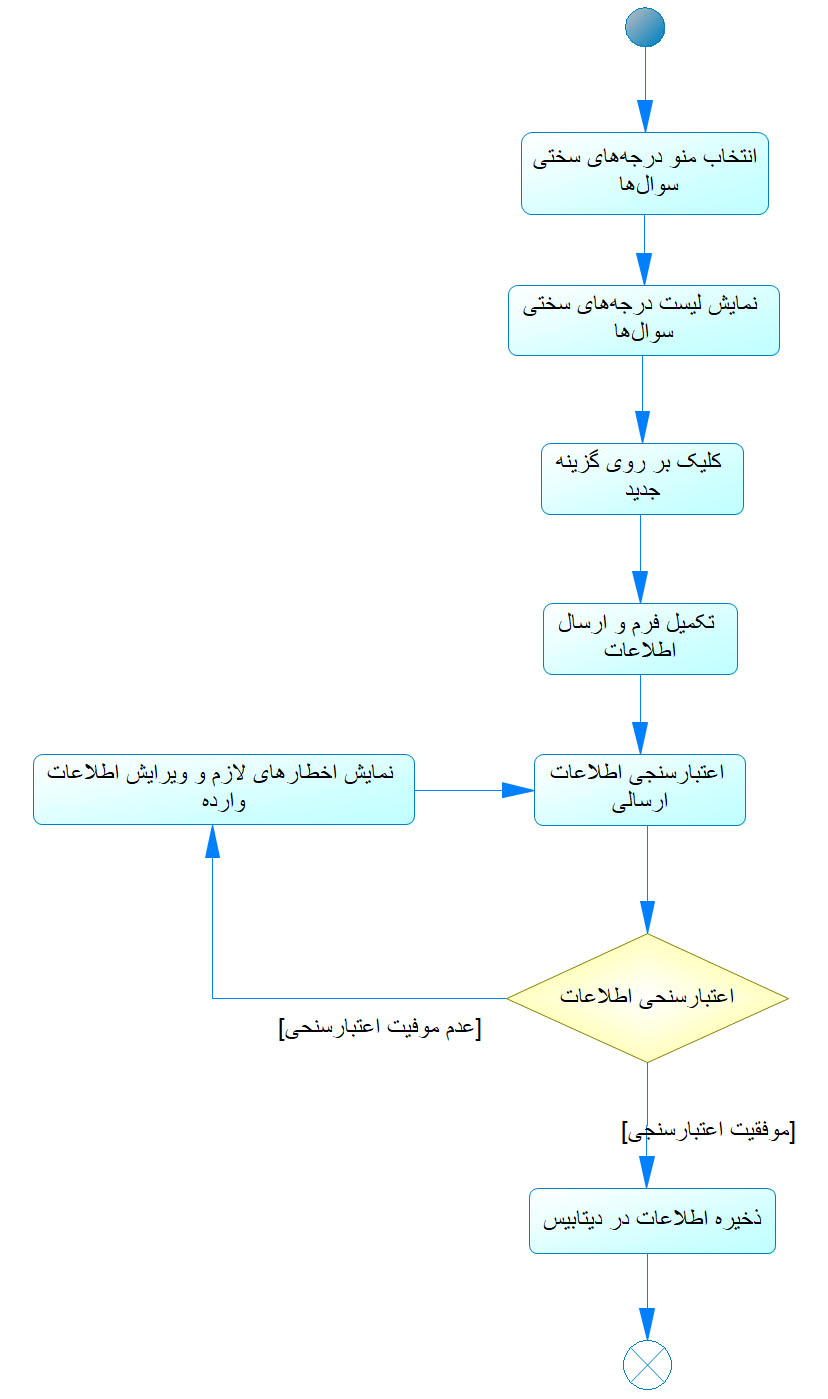 انتخاب منو درجه‌های سختی
سوال‌ها
نمایش لیست درجه‌های سختی
سوال‌ها
کلیک بر روی گزینه
جدید
تکمیل فرم و ارسال
اطلاعات
اعتبارسنجی اطلاعات
ارسالی
نمایش اخطارهای لازم و ویرایش اطلاعات
وارده
اعتبارسنحی اطلاعات
[عدم موفیت اعتبارسنحی]
[موفقیت اعتبارسنجی]
ذخیره اطلاعات در دیتابیس